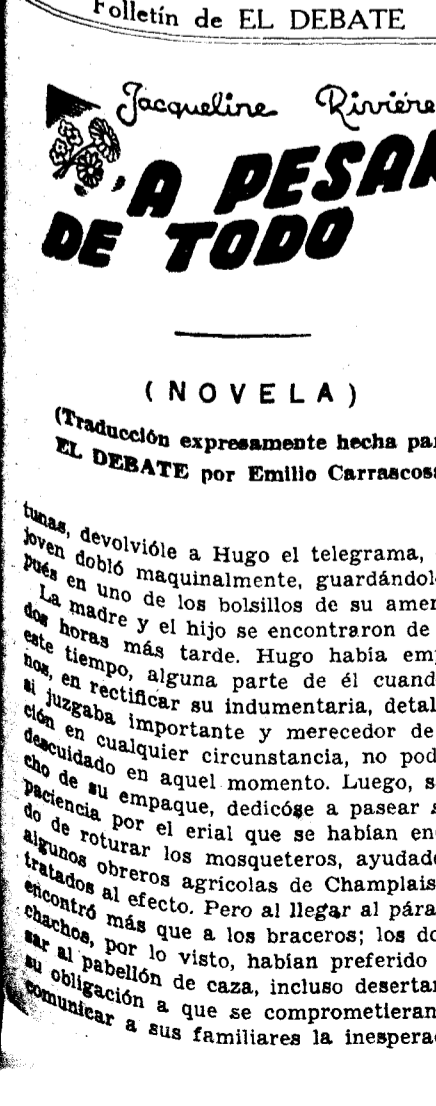 Folletín de EL DEBATE
Jacqueline Rivière
A PESAR
DE TODO
(NOVELA)
(Traducción expresamente hecha par
EL DEBATE por Emilio Carrascosa
tunas, devolvióle a Hugo el telegrama,
joven dobló maquinalmente, guardándol
pués en uno de los bolsillos de su amer
La madre y el hijo se encontraron de
dos horas más tarde. Hugo había em
este tiempo, alguna parte de él cuand
nos, en rectificar su indumentaria, detal
si juzgaba importante y merecedor de
ción en cualquier circunstancia, no pod
descuidado en aquel momento. Luego, s
cho de su empaque, dedicóse a pasear
paciencia por el erial que se habían en
do de roturar los mosqueteros, ayudad
algunos obreros agrícolas de Champlais
tratados al efecto. Pero al llegar al pára
encontró más que a los braceros; los do
chachos, por lo visto, habían preferido
sar al pabellón de caza, incluso desertar
su obligación a que se comprometieran
comunicar a sus familiares la inespera